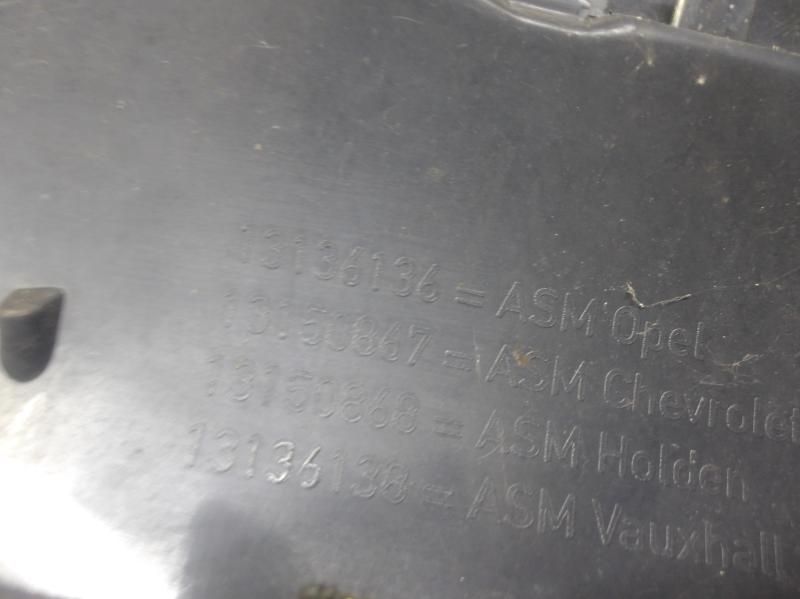 13136136 = ASM Opel
13150867 = ASM Chevrolet
13150868 = ASM Holden
13136138 = ASM Vauxhall